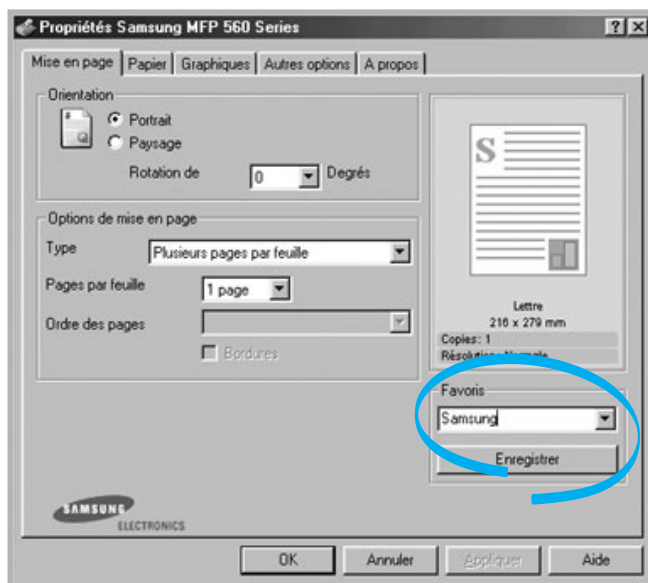 Propriétés Samsung MFP 560 Series
Mise en page Papier Graphiques Autres options A propos
Orientation
Portrait
Paysage
Rotation de 0 Degrés
Options de mise en page
Type Plusieurs pages par feuille
Pages par feuille 1 page
Ordre des pages
Bordures
S
Lettre
216 x 279 mm
Copies: 1
Résolution: Normale
Favoris
Samsung
Enregistrer
SAMSUNG
ELECTRONICS
OK Annuler Appliquer Aide